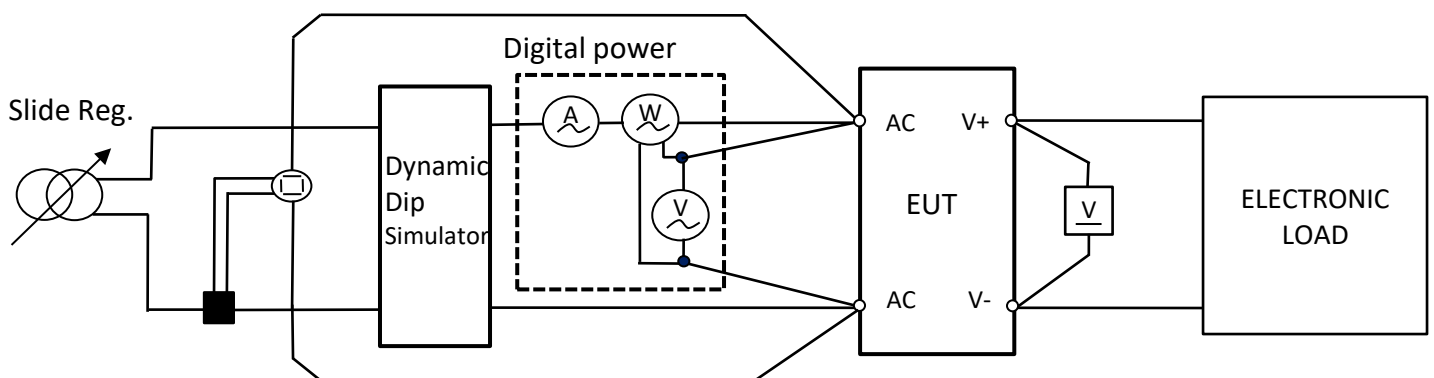 Digital power
Slide Reg.
A
W
AC
V+
Dynamic
Dip
Simulator
V
EUT
V
ELECTRONIC
LOAD
AC
V-